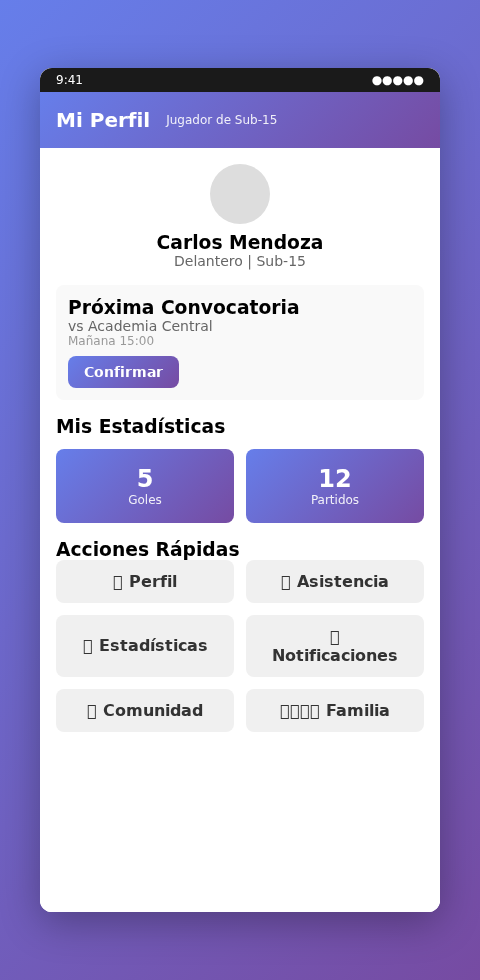 9:41 ●●●●●
Mi Perfil Jugador de Sub-15
Carlos Mendoza
Delantero | Sub-15
Próxima Convocatoria
vs Academia Central
Mañana 15:00
Confirmar
Mis Estadísticas
5 12
Goles Partidos
Acciones Rápidas
Perfil Asistencia
Estadísticas
Notificaciones
Comunidad Familia